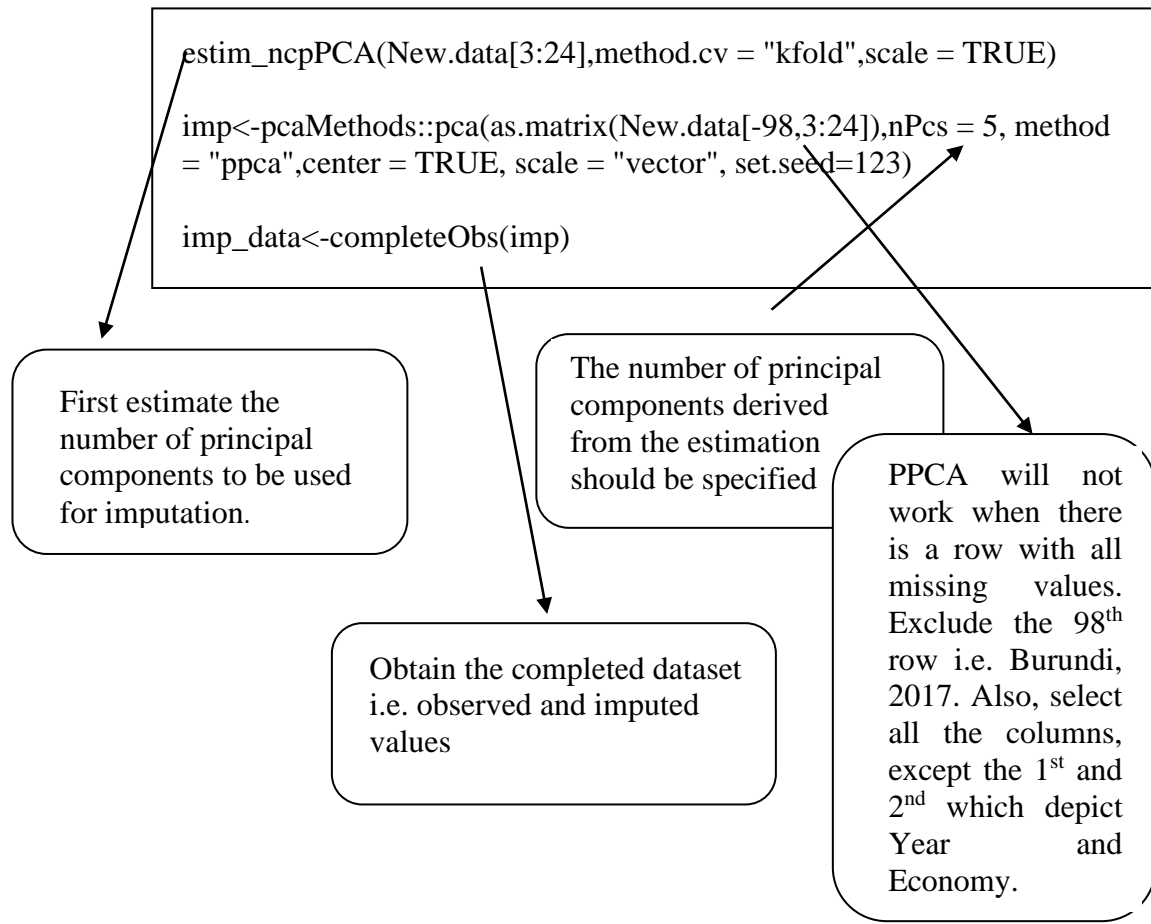 estim_ncpPCA(New.data[3:24],method.cv = "kfold",scale = TRUE)
imp<-pcaMethods::pca(as.matrix(New.data[-98,3:24]),nPcs = 5, method
= "ppca",center = TRUE, scale = "vector", set.seed=123)
imp_data<-completeObs(imp)
First estimate the
number of principal
components to be used
for imputation.
The number of principal
components derived
from the estimation
should be specified
Obtain the completed dataset
i.e. observed and imputed
values
PPCA will not
work when there
is a row with all
missing values.
Exclude the 98th
row i.e. Burundi,
2017. Also, select
all the columns,
except the 1st and
2nd which depict
Year and
Economy.